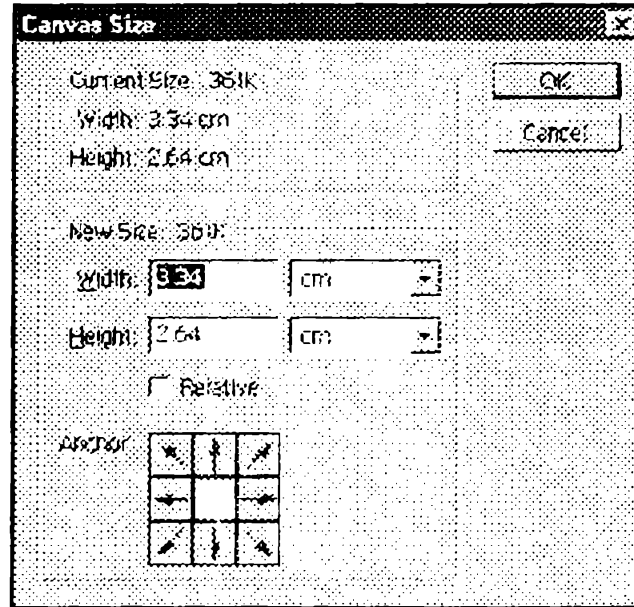 Canvas Size
Current Size: 361K
Width: 3.34 cm
Height: 2.64 cm
New Size: 361K
Width: 3.34 cm
Height: 2.64 cm
Relative
Anchor:
OK
Cancel